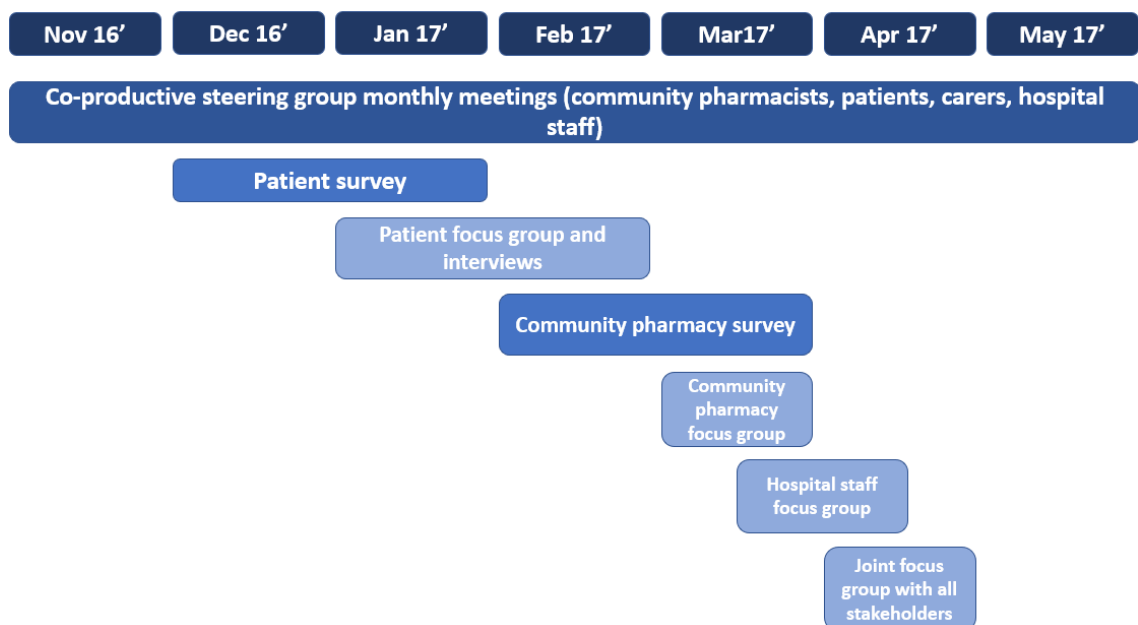 Nov 16’
Dec 16’
Jan 17’
Feb 17’
Mar17’
Apr 17’
May 17’
Co-productive steering group monthly meetings (community pharmacists, patients, carers, hospital
staff)
Patient survey
Patient focus group and
interviews
Community pharmacy survey
Community
pharmacy
focus group
Hospital staff
focus group
Joint focus
group with all
stakeholders